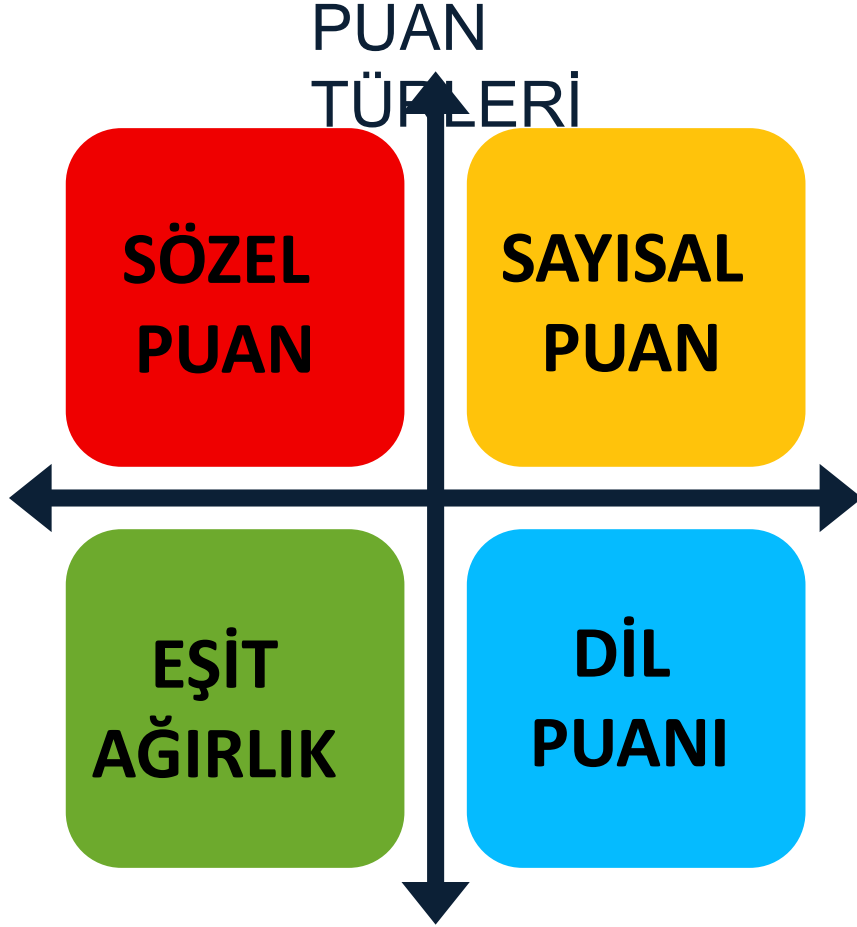 PUAN
TÜRLERİ
SÖZEL
PUAN
SAYISAL
PUAN
EŞİT
AĞIRLIK
DİL
PUANI